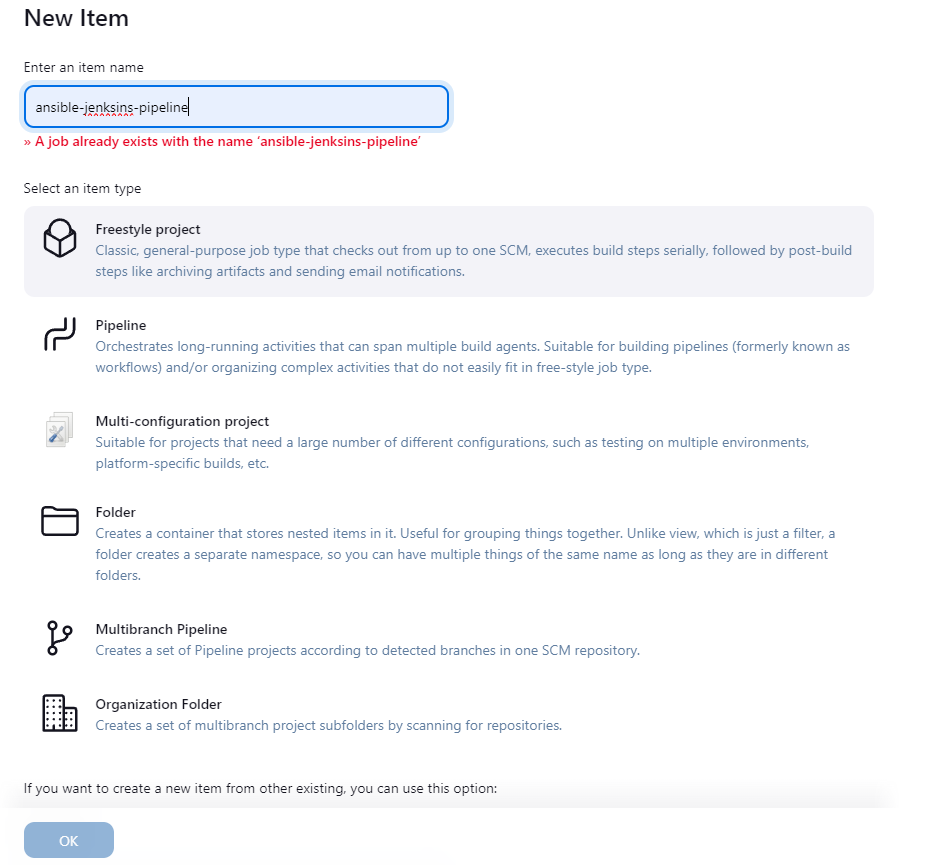 New Item
Enter an item name
ansible-jenksins-pipeline
» A job already exists with the name ‘ansible-jenksins-pipeline’
Select an item type
Freestyle project
Classic, general-purpose job type that checks out from up to one SCM, executes build steps serially, followed by post-build
steps like archiving artifacts and sending email notifications.
Pipeline
Orchestrates long-running activities that can span multiple build agents. Suitable for building pipelines (formerly known as
workflows) and/or organizing complex activities that do not easily fit in free-style job type.
Multi-configuration project
Suitable for projects that need a large number of different configurations, such as testing on multiple environments,
platform-specific builds, etc.
Folder
Creates a container that stores nested items in it. Useful for grouping things together. Unlike view, which is just a filter, a
folder creates a separate namespace, so you can have multiple things of the same name as long as they are in different
folders.
Multibranch Pipeline
Creates a set of Pipeline projects according to detected branches in one SCM repository.
Organization Folder
Creates a set of multibranch project subfolders by scanning for repositories.
If you want to create a new item from other existing, you can use this option:
OK